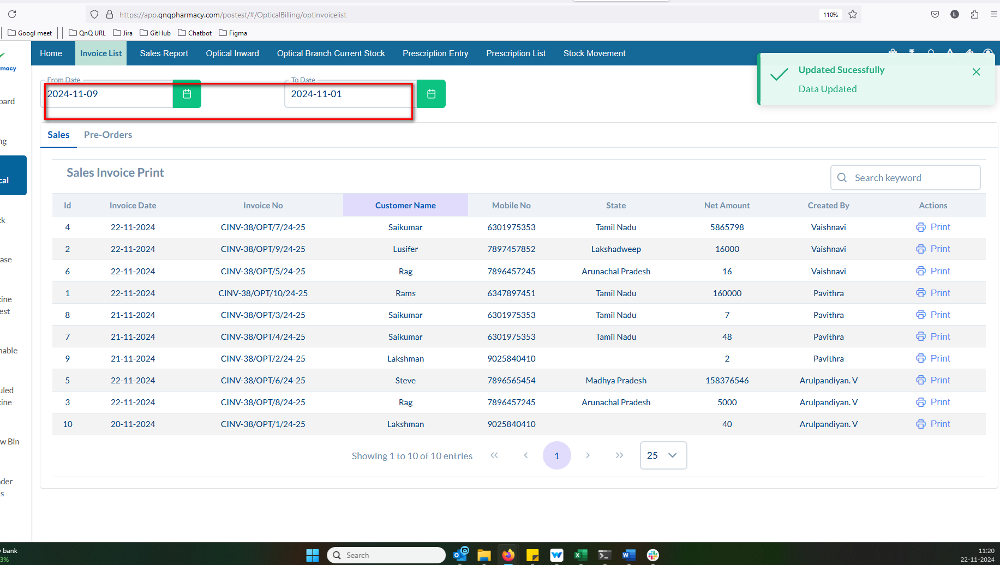 https://app.qnqpharmacy.com/postest/#/OpticalBilling/optinvoicelist
110%
L
Googl meet
QnQ URL
Jira
GitHub
Chatbot
Figma
Home
Invoice List
Sales Report
Optical Inward
Optical Branch Current Stock
Prescription Entry
Prescription List
Stock Movement
macy
Updated Sucessfully
Data Updated
From Date
2024-11-09
To Date
2024-11-01
oard
ng
cal
ck
ase
cine
est
nable
uled
cine
w Bin
der
s
Sales
Pre-Orders
Sales Invoice Print
Search keyword
Id Invoice Date Invoice No Customer Name Mobile No State Net Amount Created By Actions
4 22-11-2024 CINV-38/OPT/7/24-25 Saikumar 6301975353 Tamil Nadu 5865798 Vaishnavi Print
2 22-11-2024 CINV-38/OPT/9/24-25 Lusifer 7897457852 Lakshadweep 16000 Vaishnavi Print
6 22-11-2024 CINV-38/OPT/5/24-25 Rag 7896457245 Arunachal Pradesh 16 Vaishnavi Print
1 22-11-2024 CINV-38/OPT/10/24-25 Rams 6347897451 Tamil Nadu 160000 Pavithra Print
8 21-11-2024 CINV-38/OPT/3/24-25 Saikumar 6301975353 Tamil Nadu 7 Pavithra Print
7 21-11-2024 CINV-38/OPT/4/24-25 Saikumar 6301975353 Tamil Nadu 48 Pavithra Print
9 21-11-2024 CINV-38/OPT/2/24-25 Lakshman 9025840410 2 Pavithra Print
5 22-11-2024 CINV-38/OPT/6/24-25 Steve 7896565454 Madhya Pradesh 158376546 Arulpandiyan. V Print
3 22-11-2024 CINV-38/OPT/8/24-25 Rag 7896457245 Arunachal Pradesh 5000 Arulpandiyan. V Print
10 20-11-2024 CINV-38/OPT/1/24-25 Lakshman 9025840410 40 Arulpandiyan. V Print
Showing 1 to 10 of 10 entries
1
25
y bank
3%
Search
11:20
22-11-2024